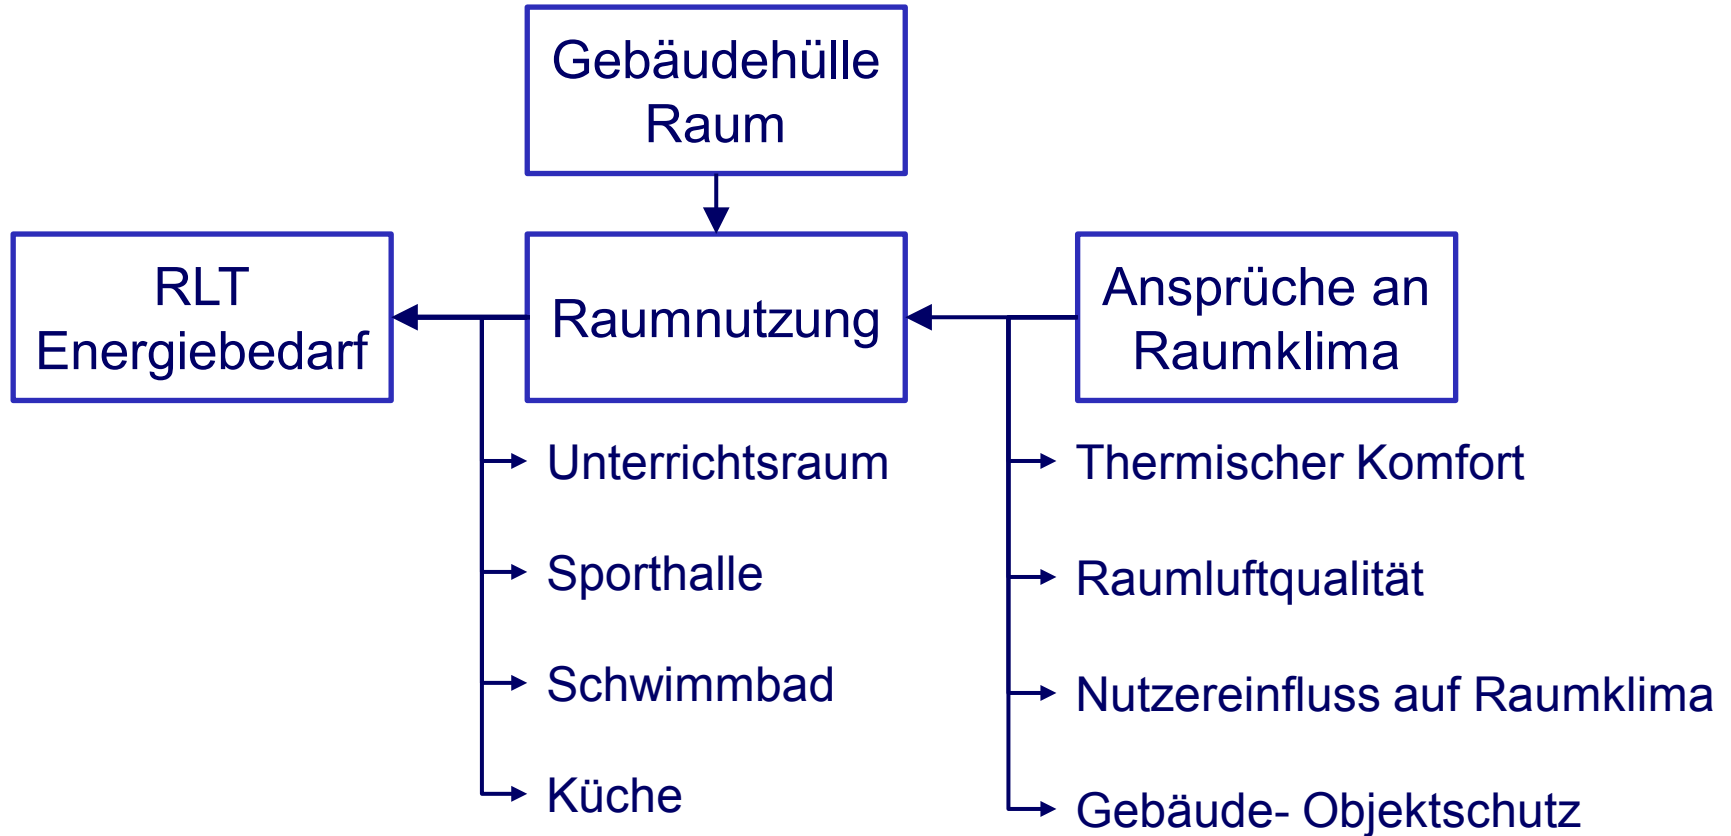 Gebäudehülle
Raum
RLT
Energiebedarf
Raumnutzung
Ansprüche an
Raumklima
Unterrichtsraum
Sporthalle
Schwimmbad
Küche
Thermischer Komfort
Raumluftqualität
Nutzereinfluss auf Raumklima
Gebäude- Objektschutz